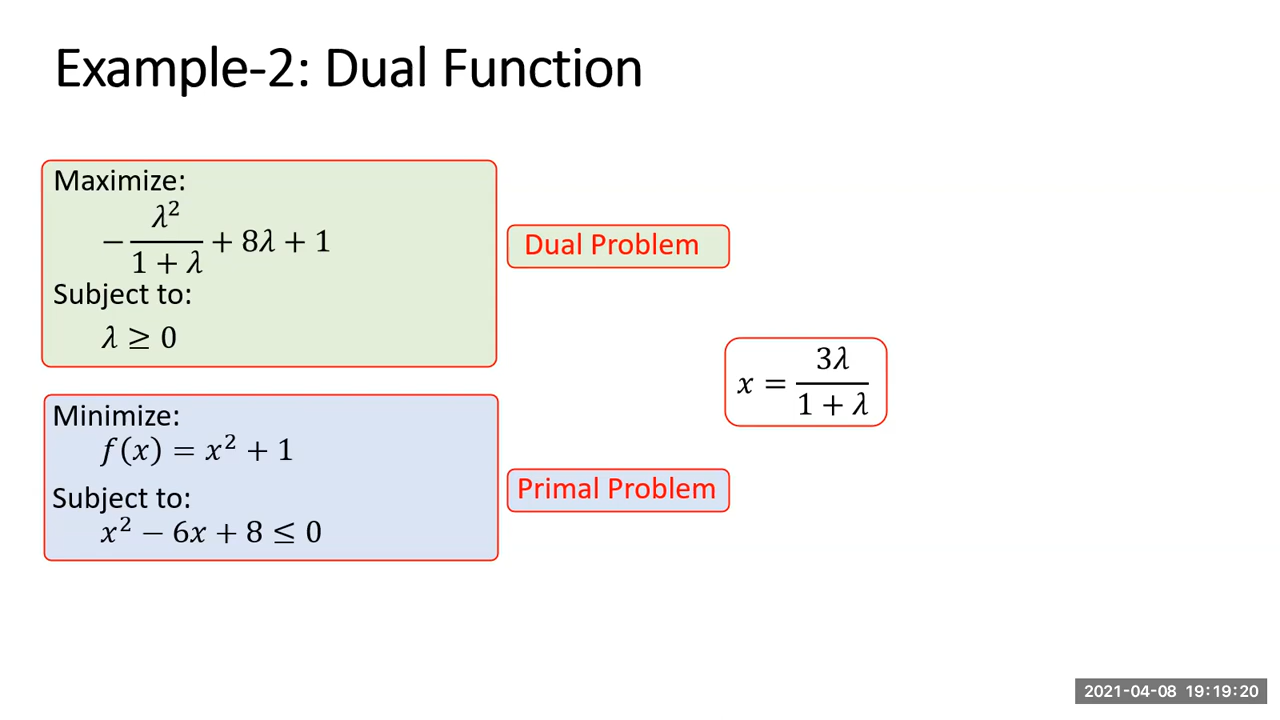 Example-2: Dual Function
Maximize:
−λ²/(1 + λ) + 8λ + 1
Subject to:
λ ≥ 0
Dual Problem
x = 3λ/(1 + λ)
Minimize:
f(x) = x² + 1
Subject to:
x² − 6x + 8 ≤ 0
Primal Problem
2021-04-08 19:19:20